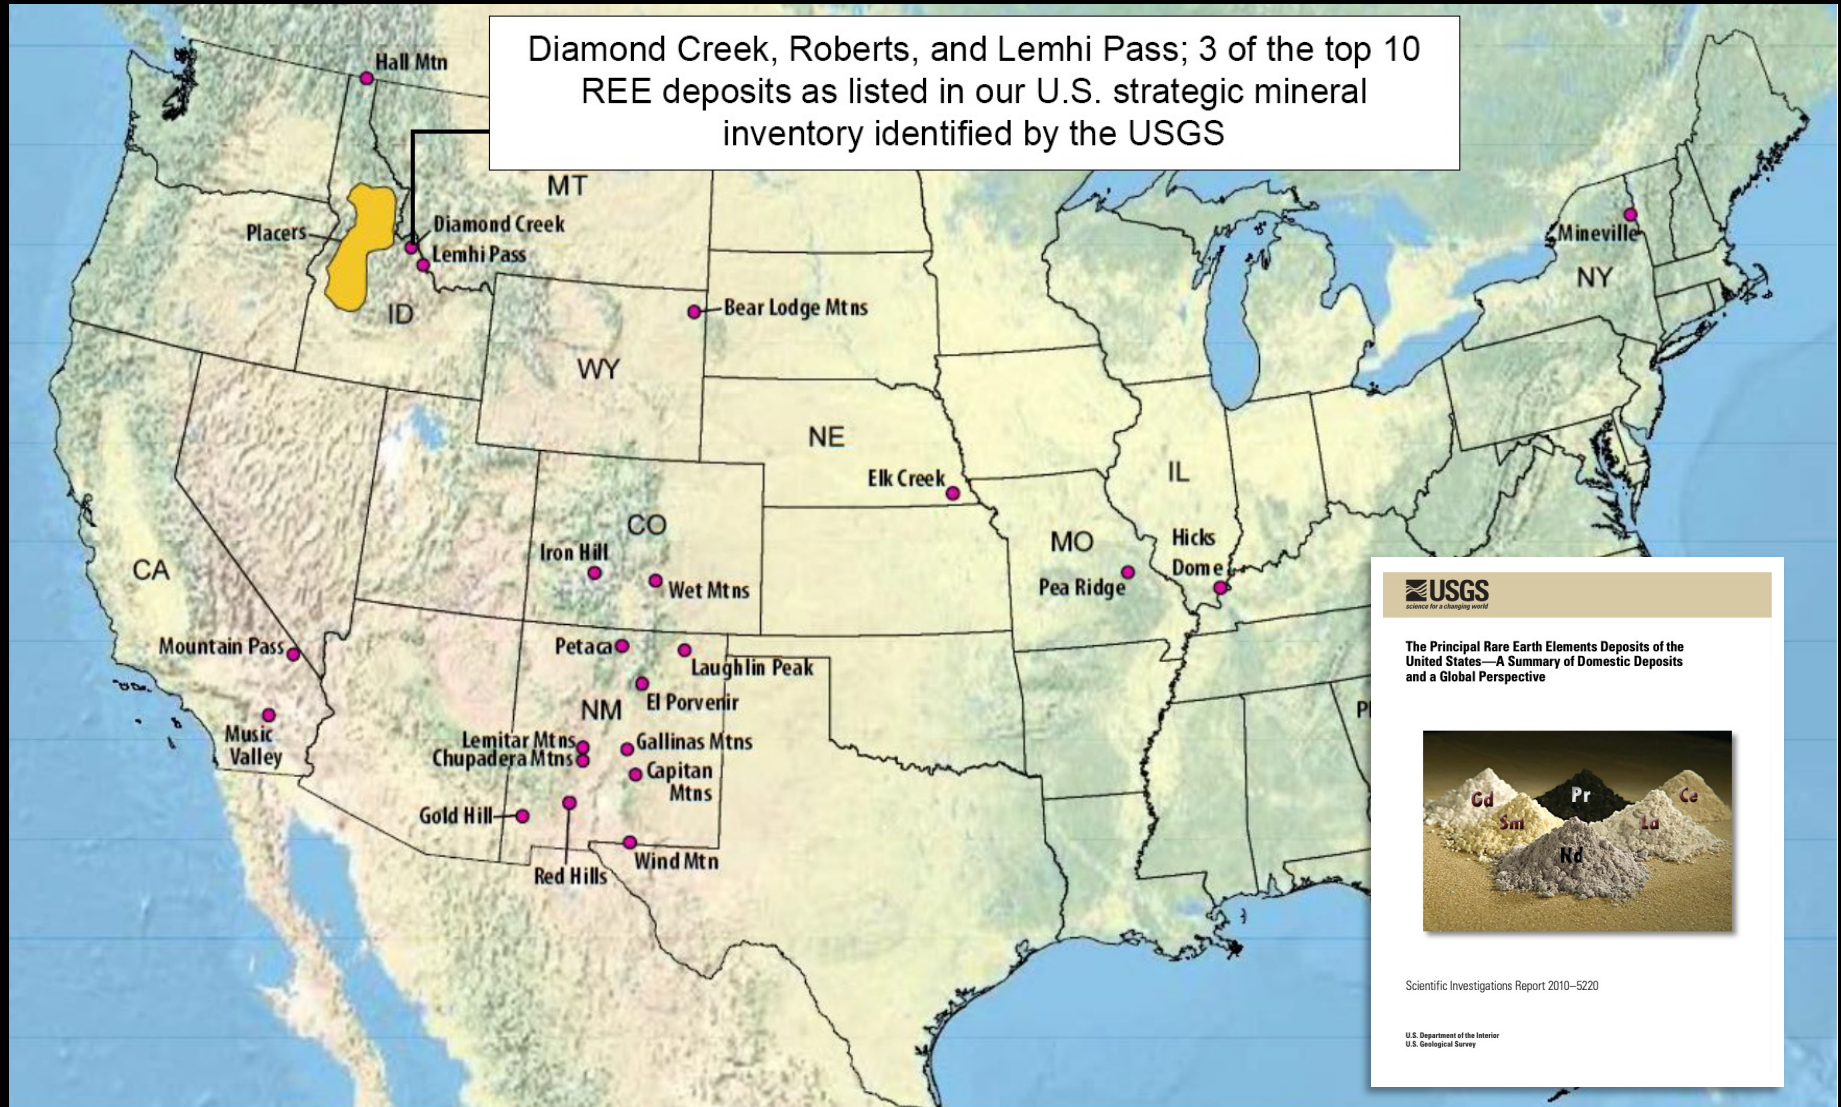 Diamond Creek, Roberts, and Lemhi Pass; 3 of the top 10
REE deposits as listed in our U.S. strategic mineral
inventory identified by the USGS
Hall Mtn
MT
Placers
Diamond Creek
Lemhi Pass
ID
Bear Lodge Mtns
WY
Mineville
NY
NE
Elk Creek
IL
CO
Iron Hill
Wet Mtns
MO
Pea Ridge
Hicks
Dome
CA
Mountain Pass
Music
Valley
Petaca
Laughlin Peak
El Porvenir
NM
Lemitar Mtns
Chupadera Mtns
Gallinas Mtns
Capitan
Mtns
Gold Hill
Red Hills
Wind Mtn
USGS
science for a changing world
The Principal Rare Earth Elements Deposits of the
United States—A Summary of Domestic Deposits
and a Global Perspective
Gd
Pr
Ce
Sm
La
Nd
Scientific Investigations Report 2010–5220
U.S. Department of the Interior
U.S. Geological Survey